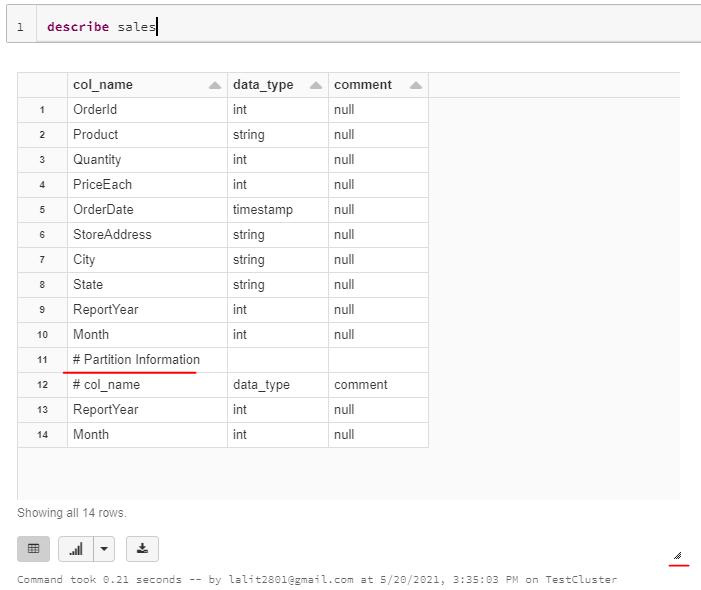 1 describe sales
col_name data_type comment
1 OrderId int null
2 Product string null
3 Quantity int null
4 PriceEach int null
5 OrderDate timestamp null
6 StoreAddress string null
7 City string null
8 State string null
9 ReportYear int null
10 Month int null
11 # Partition Information
12 # col_name data_type comment
13 ReportYear int null
14 Month int null
Showing all 14 rows.
Command took 0.21 seconds -- by lalit2801@gmail.com at 5/20/2021, 3:35:03 PM on TestCluster